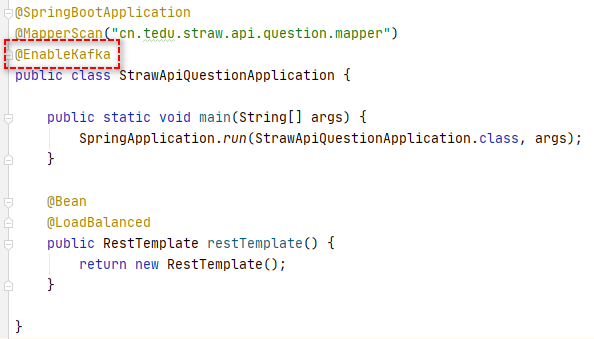 @SpringBootApplication
@MapperScan("cn.tedu.straw.api.question.mapper")
@EnableKafka
public class StrawApiQuestionApplication {
public static void main(String[] args) {
SpringApplication.run(StrawApiQuestionApplication.class, args);
}
@Bean
@LoadBalanced
public RestTemplate restTemplate() {
return new RestTemplate();
}
}